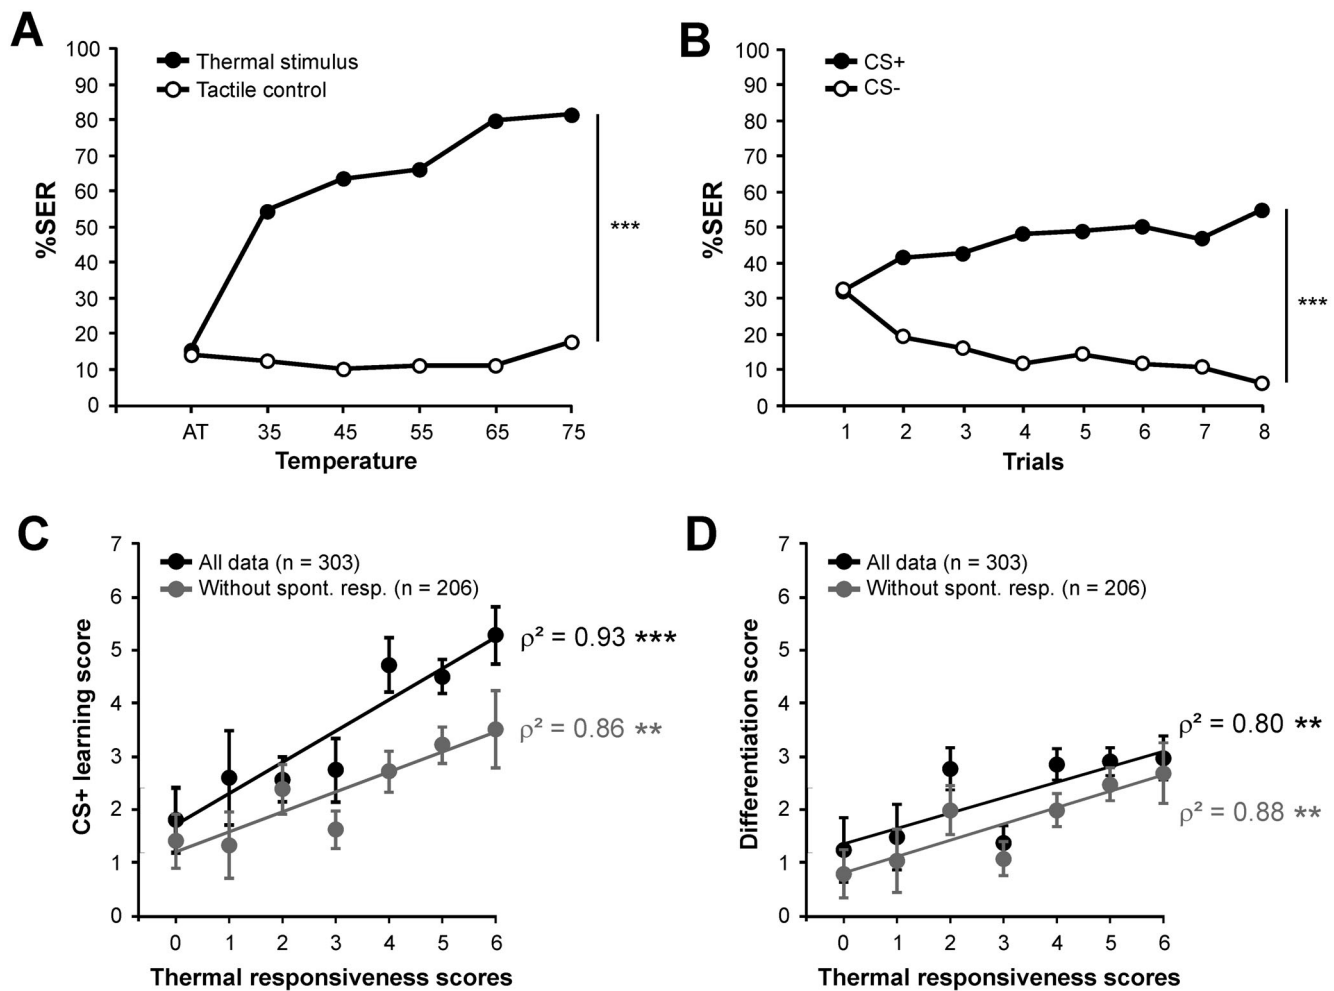 A
100
90
80
70
60
50
40
30
20
10
0
%SER
Thermal stimulus
Tactile control
***
AT 35 45 55 65 75
Temperature
B
100
90
80
70
60
50
40
30
20
10
0
%SER
CS+
CS-
***
1 2 3 4 5 6 7 8
Trials
C
7
6
5
4
3
2
1
0
CS+ learning score
All data (n = 303)
Without spont. resp. (n = 206)
ρ² = 0.93 ***
ρ² = 0.86 **
0 1 2 3 4 5 6
Thermal responsiveness scores
D
7
6
5
4
3
2
1
0
Differentiation score
All data (n = 303)
Without spont. resp. (n = 206)
ρ² = 0.80 **
ρ² = 0.88 **
0 1 2 3 4 5 6
Thermal responsiveness scores